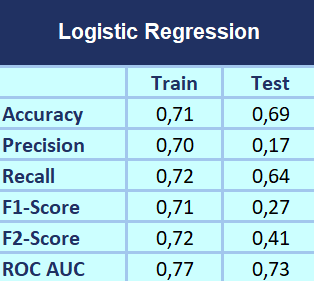 Logistic Regression
Train Test
Accuracy 0,71 0,69
Precision 0,70 0,17
Recall 0,72 0,64
F1-Score 0,71 0,27
F2-Score 0,72 0,41
ROC AUC 0,77 0,73